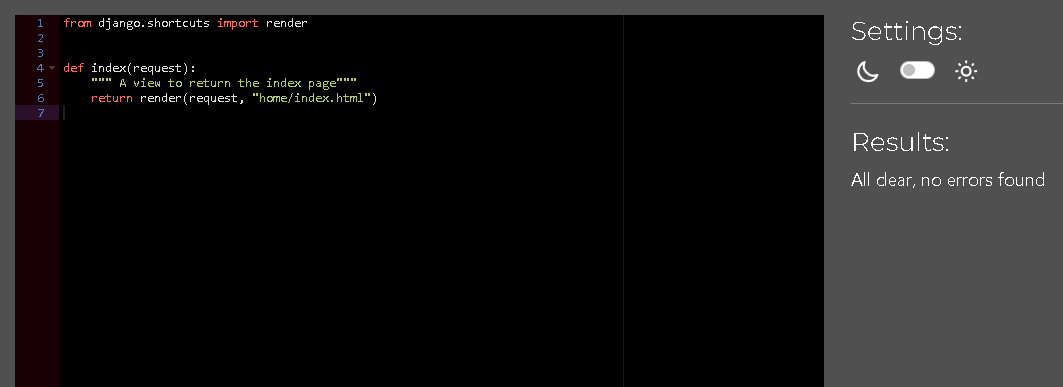 1 from django.shortcuts import render
2
3
4 def index(request):
5     """ A view to return the index page"""
6     return render(request, "home/index.html")
7
Settings:
Results:
All clear, no errors found